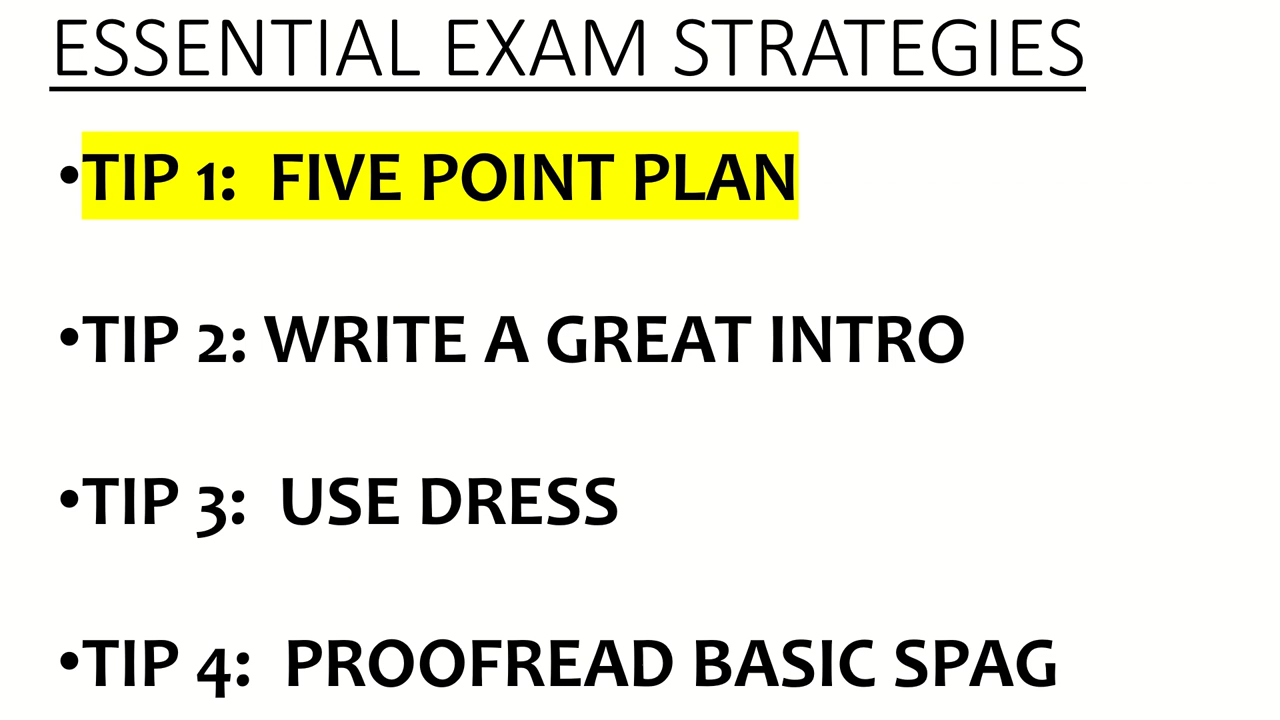 ESSENTIAL EXAM STRATEGIES
•TIP 1:  FIVE POINT PLAN
•TIP 2: WRITE A GREAT INTRO
•TIP 3:  USE DRESS
•TIP 4:  PROOFREAD BASIC SPAG